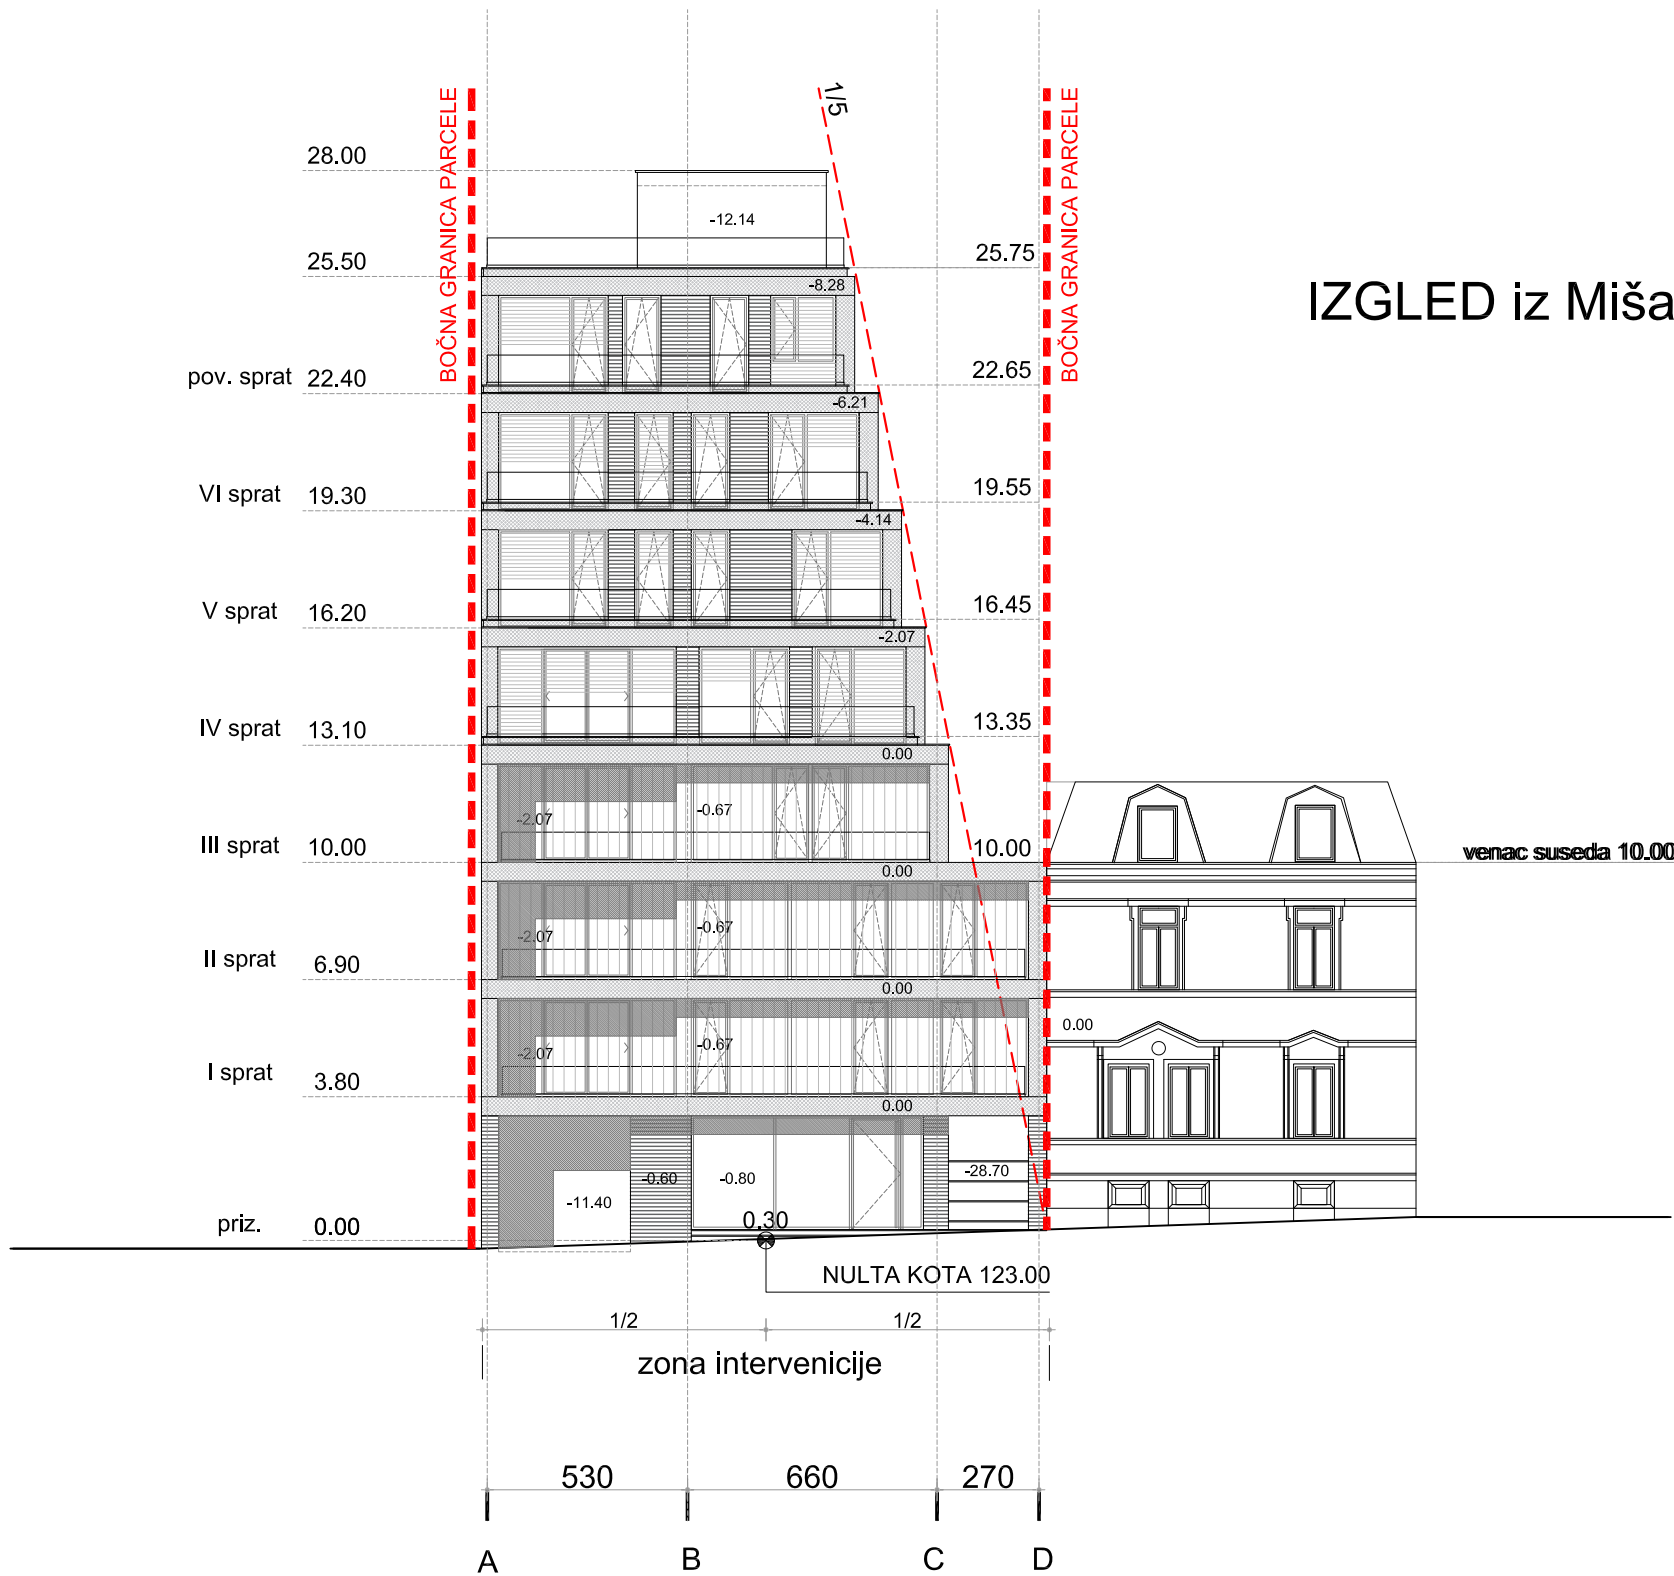 1/5
BOČNA GRANICA PARCELE
BOČNA GRANICA PARCELE
28.00
-12.14
25.50
25.75
-8.28
IZGLED iz Miša
pov. sprat 22.40
22.65
-6.21
VI sprat 19.30
19.55
-4.14
V sprat 16.20
16.45
-2.07
IV sprat 13.10
13.35
0.00
-2.07
-0.67
III sprat 10.00
10.00
venac suseda 10.00
0.00
-2.07
-0.67
II sprat 6.90
0.00
0.00
-2.07
-0.67
I sprat 3.80
0.00
-28.70
-0.60
-0.80
-11.40
priz. 0.00
0.30
NULTA KOTA 123.00
1/2
1/2
zona intervenicije
530
660
270
A
B
C
D